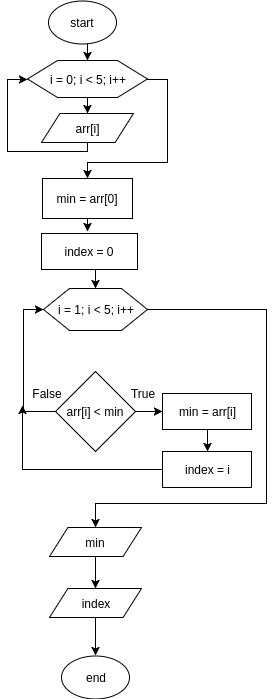 start
i = 0; i < 5; i++
arr[i]
min = arr[0]
index = 0
i = 1; i < 5; i++
False
True
arr[i] < min
min = arr[i]
index = i
min
index
end